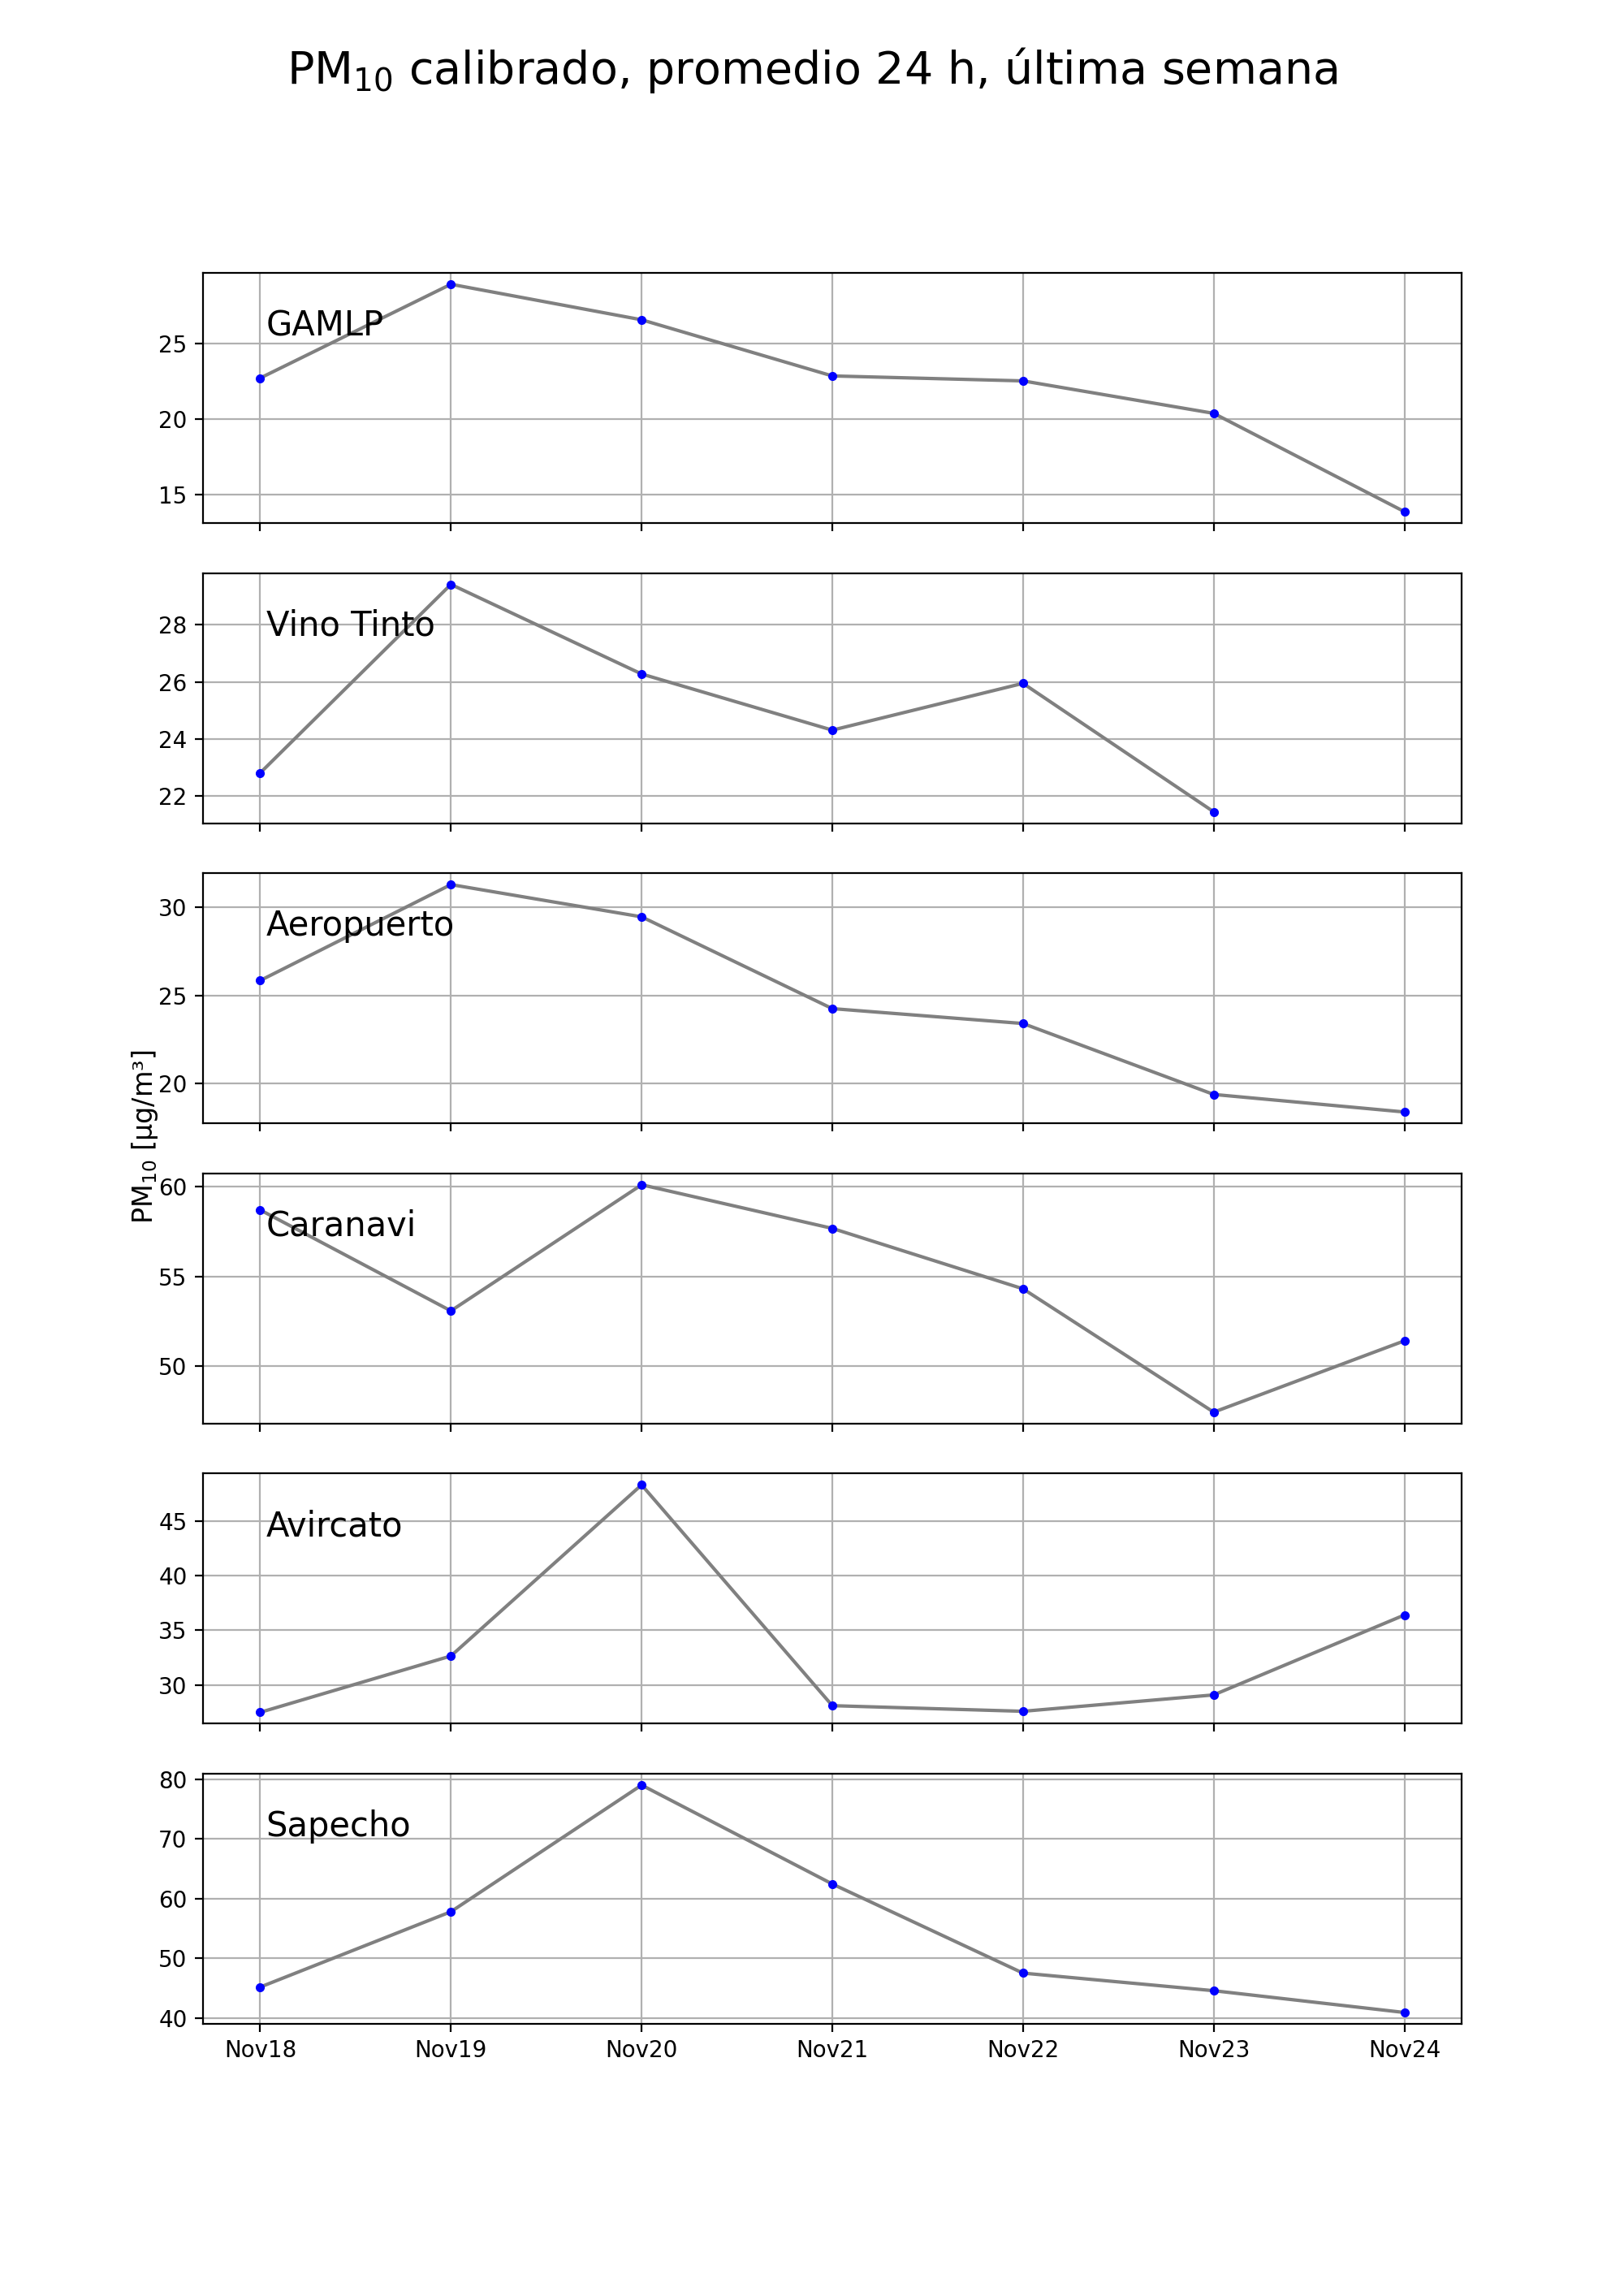 PM₁₀ calibrado, promedio 24 h, última semana
GAMLP
25
20
15
Vino Tinto
28
26
24
22
Aeropuerto
30
25
20
PM₁₀ [µg/m³]
Caranavi
60
55
50
Avircato
45
40
35
30
Sapecho
80
70
60
50
40
Nov18 Nov19 Nov20 Nov21 Nov22 Nov23 Nov24